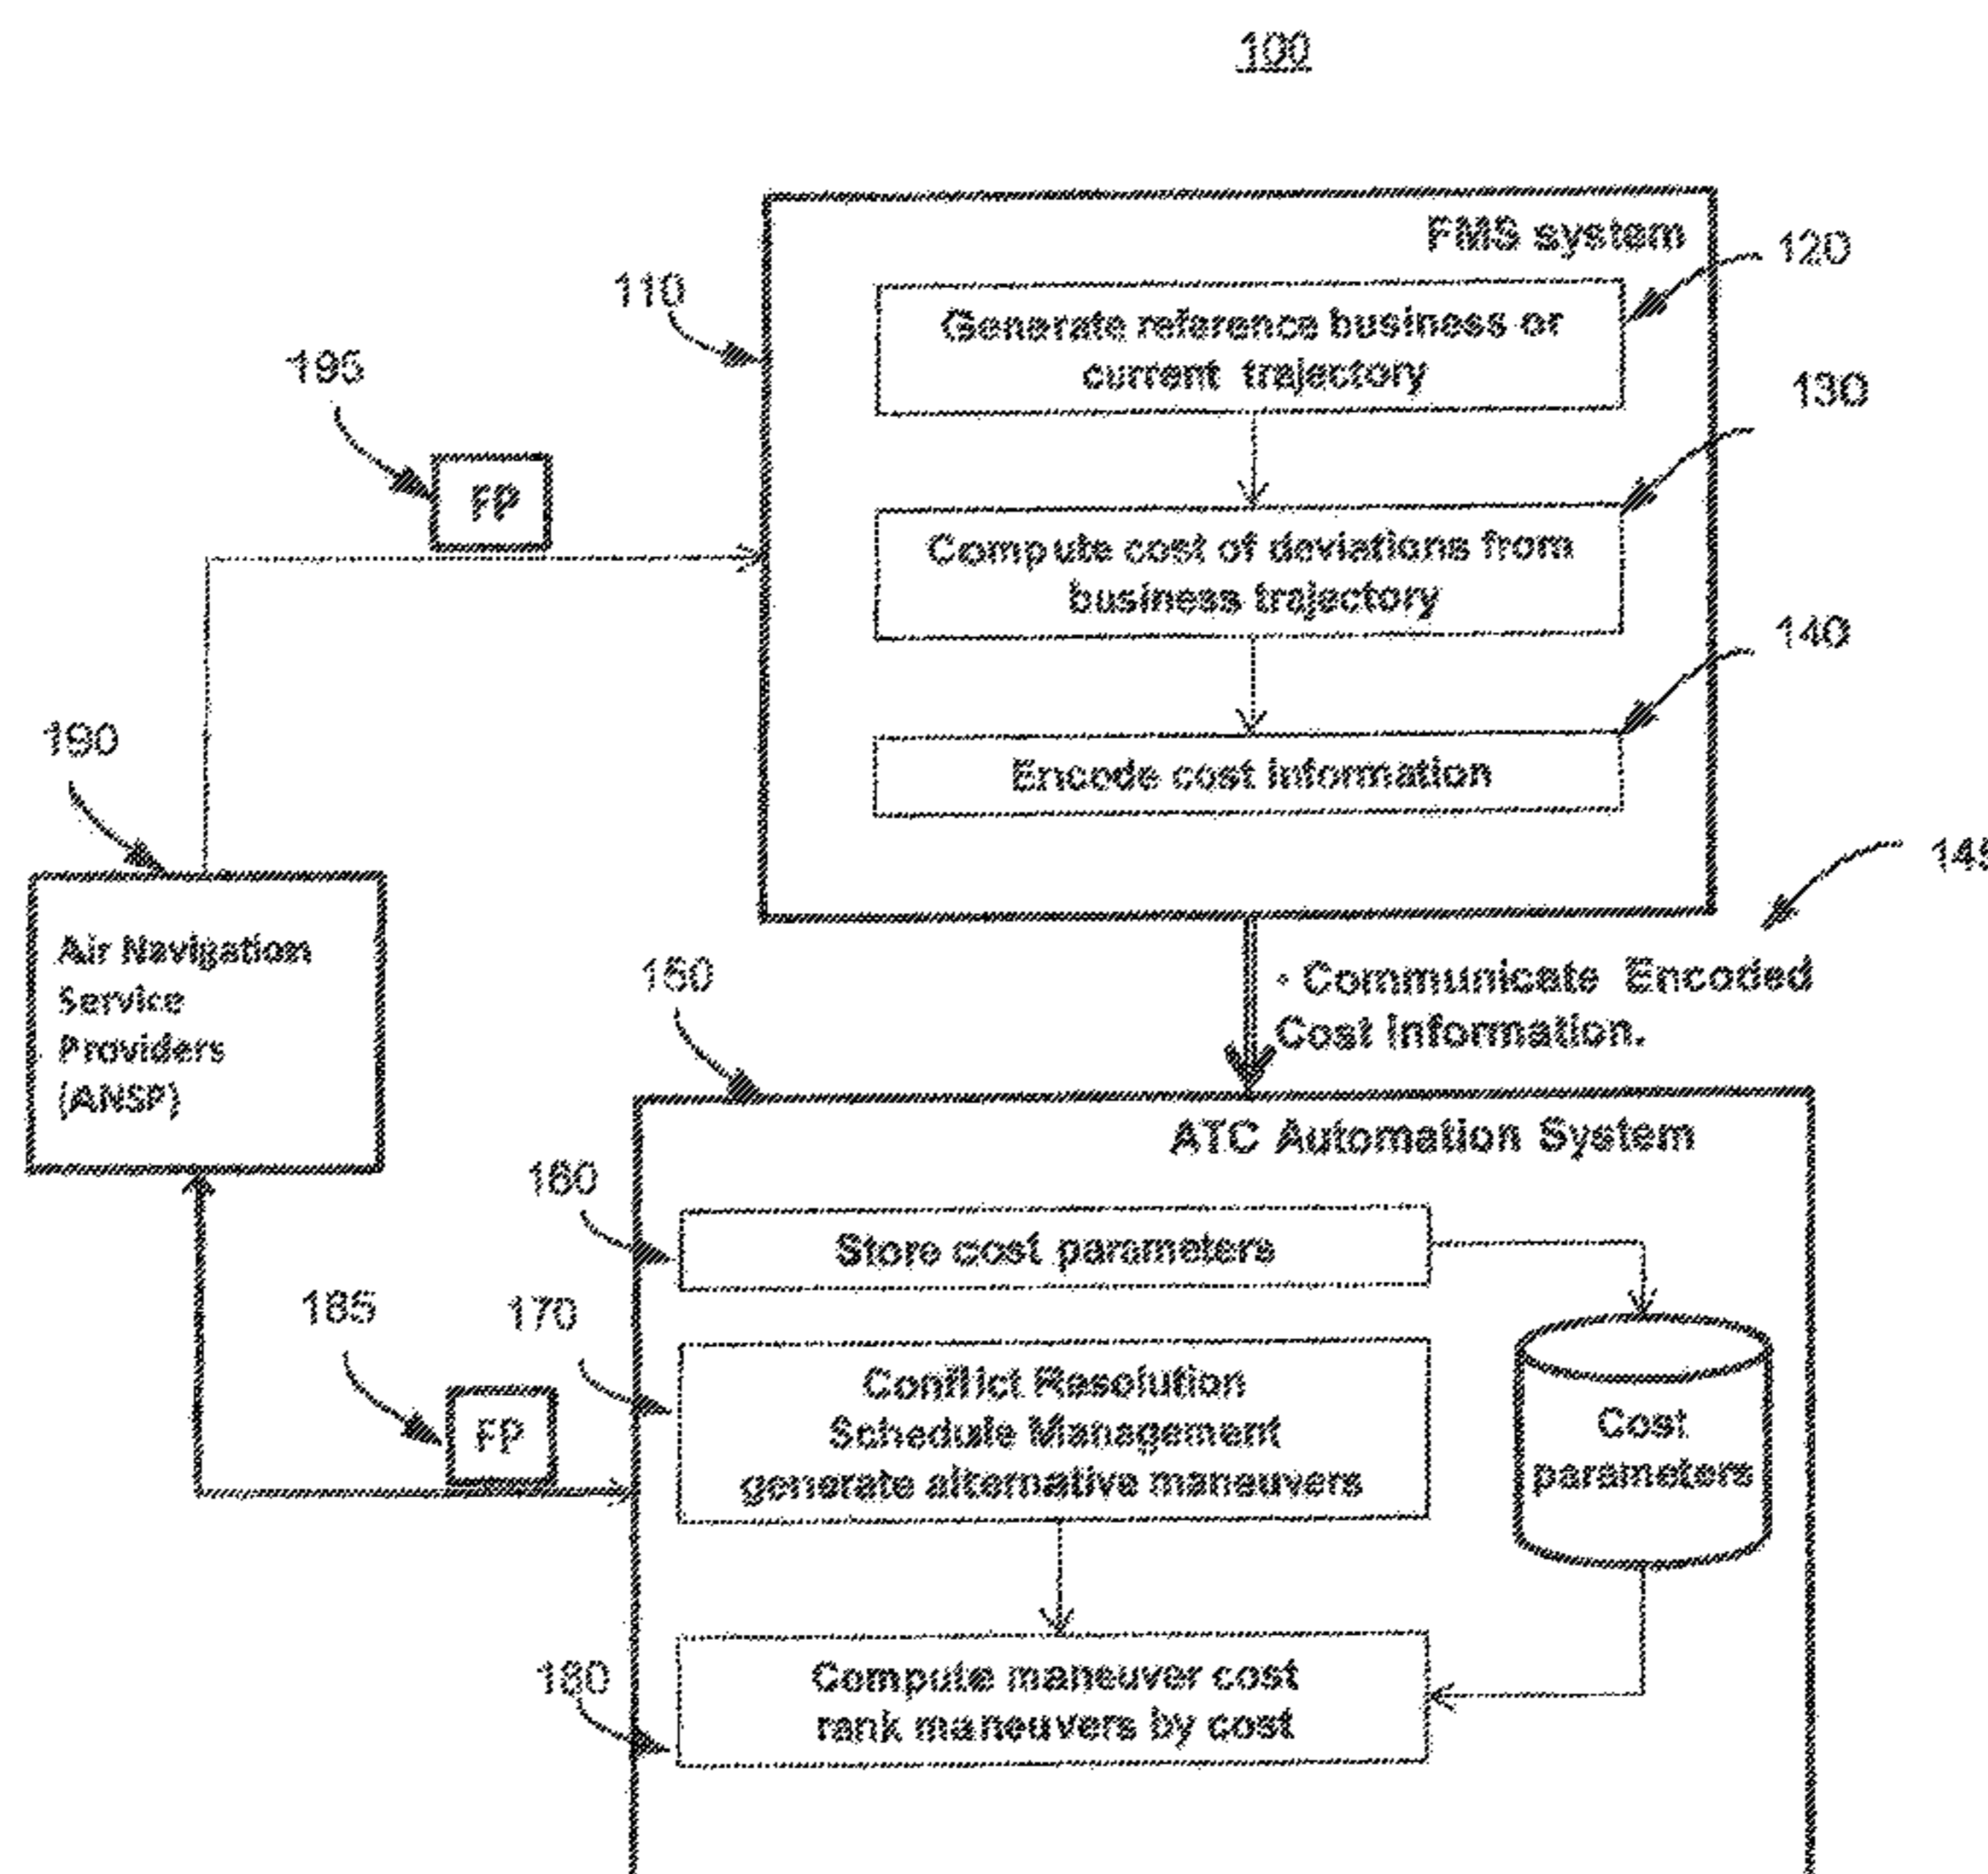 100
FMS system
120
110
Generate reference business or
current trajectory
195
130
FP
Compute cost of deviations from
business trajectory
140
190
Encode cost information
145
Air Navigation
Service
Providers
(ANSP)
150
· Communicate Encoded
Cost Information.
ATC Automation System
160
Store cost parameters
185
170
FP
Conflict Resolution
Schedule Management
generate alternative maneuvers
Cost
parameters
180
Compute maneuver cost
rank maneuvers by cost